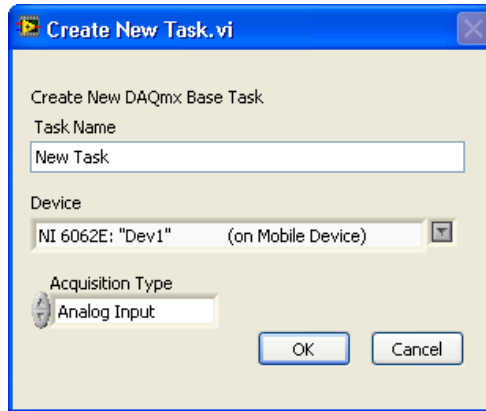 Create New Task.vi
Create New DAQmx Base Task
Task Name
New Task
Device
NI 6062E: "Dev1" (on Mobile Device)
Acquisition Type
Analog Input
OK Cancel